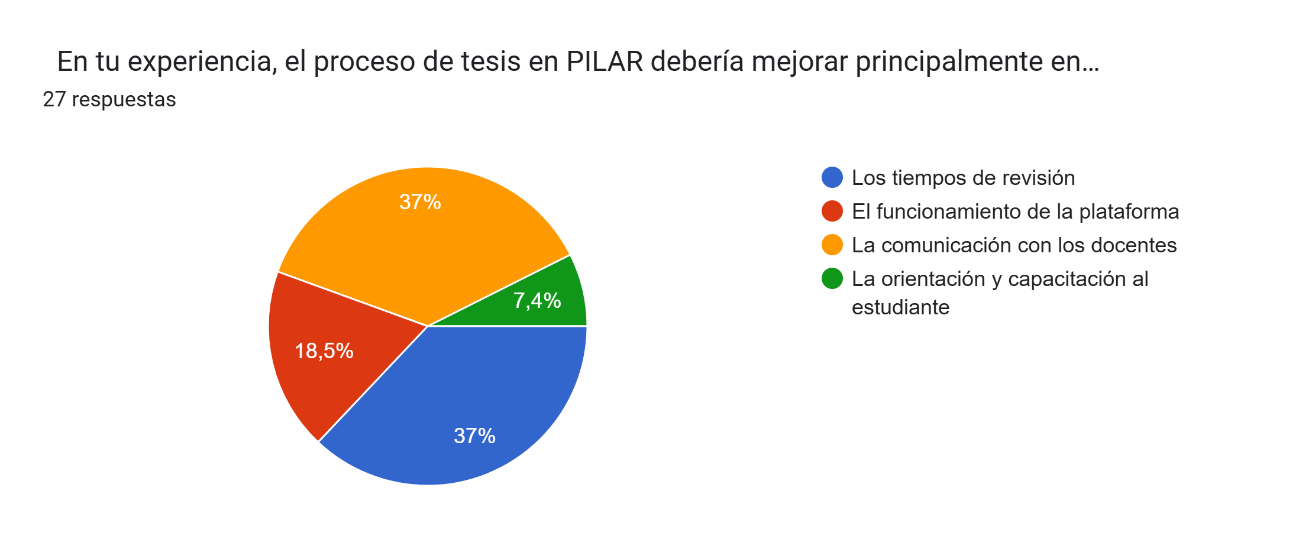 En tu experiencia, el proceso de tesis en PILAR debería mejorar principalmente en…
27 respuestas
37%
7,4%
18,5%
37%
Los tiempos de revisión
El funcionamiento de la plataforma
La comunicación con los docentes
La orientación y capacitación al
estudiante